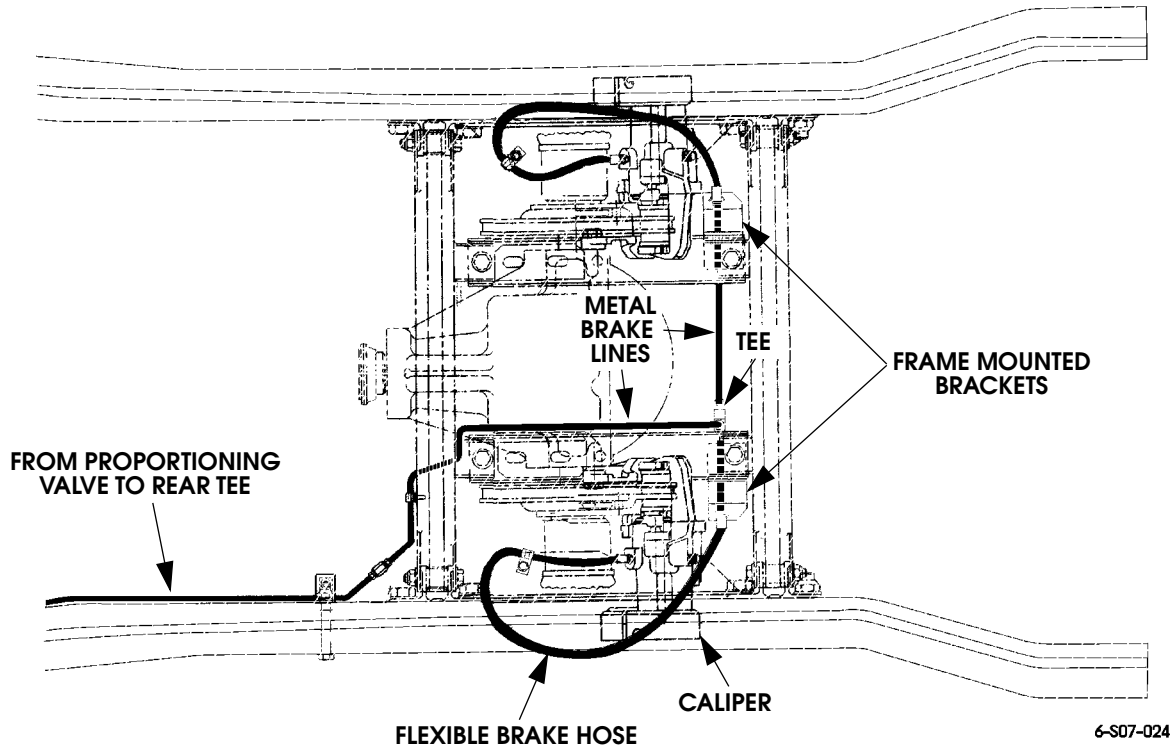 METAL
BRAKE
LINES
TEE
FRAME MOUNTED
BRACKETS
FROM PROPORTIONING
VALVE TO REAR TEE
CALIPER
FLEXIBLE BRAKE HOSE
6-S07-024